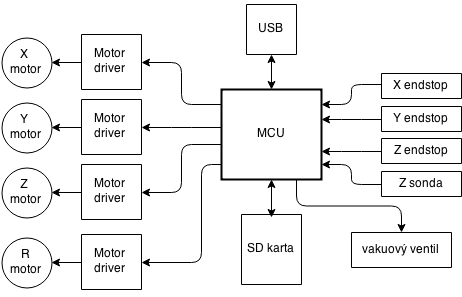 USB
X
motor
Motor
driver
Y
motor
Motor
driver
Z
motor
Motor
driver
R
motor
Motor
driver
MCU
X endstop
Y endstop
Z endstop
Z sonda
SD karta
vakuový ventil